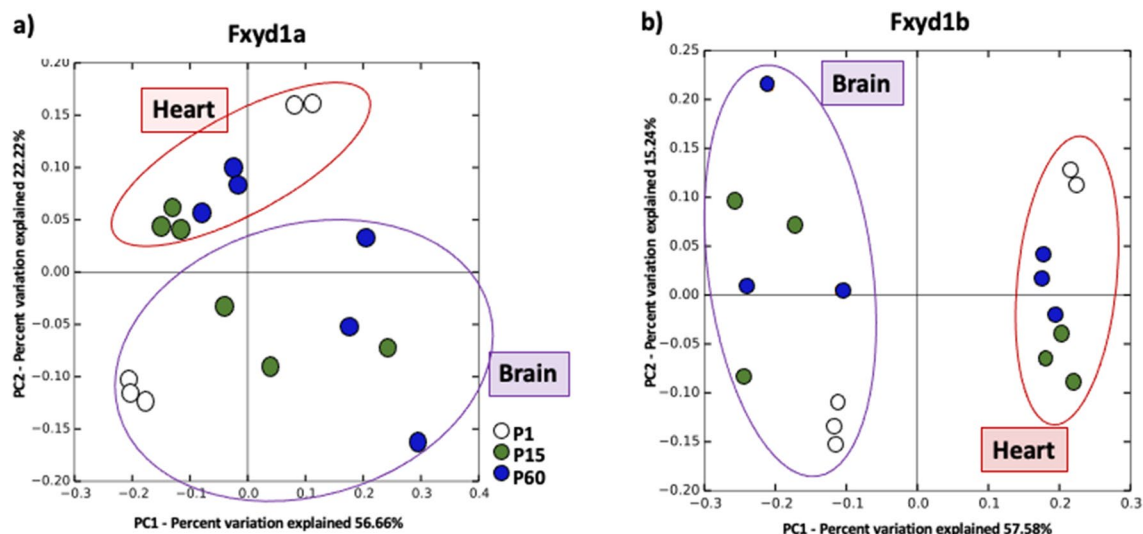 a)
Fxyd1a
0.20
0.15
0.10
0.05
0.00
−0.05
−0.10
−0.15
−0.20
PC2 - Percent variation explained 22.22%
Heart
Brain
P1
P15
P60
−0.3
−0.2
−0.1
0.0
0.1
0.2
0.3
0.4
PC1 - Percent variation explained 56.66%
b)
Fxyd1b
0.25
0.20
0.15
0.10
0.05
0.00
−0.05
−0.10
−0.15
−0.20
PC2 - Percent variation explained 15.24%
Brain
Heart
−0.3
−0.2
−0.1
0.0
0.1
0.2
0.3
PC1 - Percent variation explained 57.58%